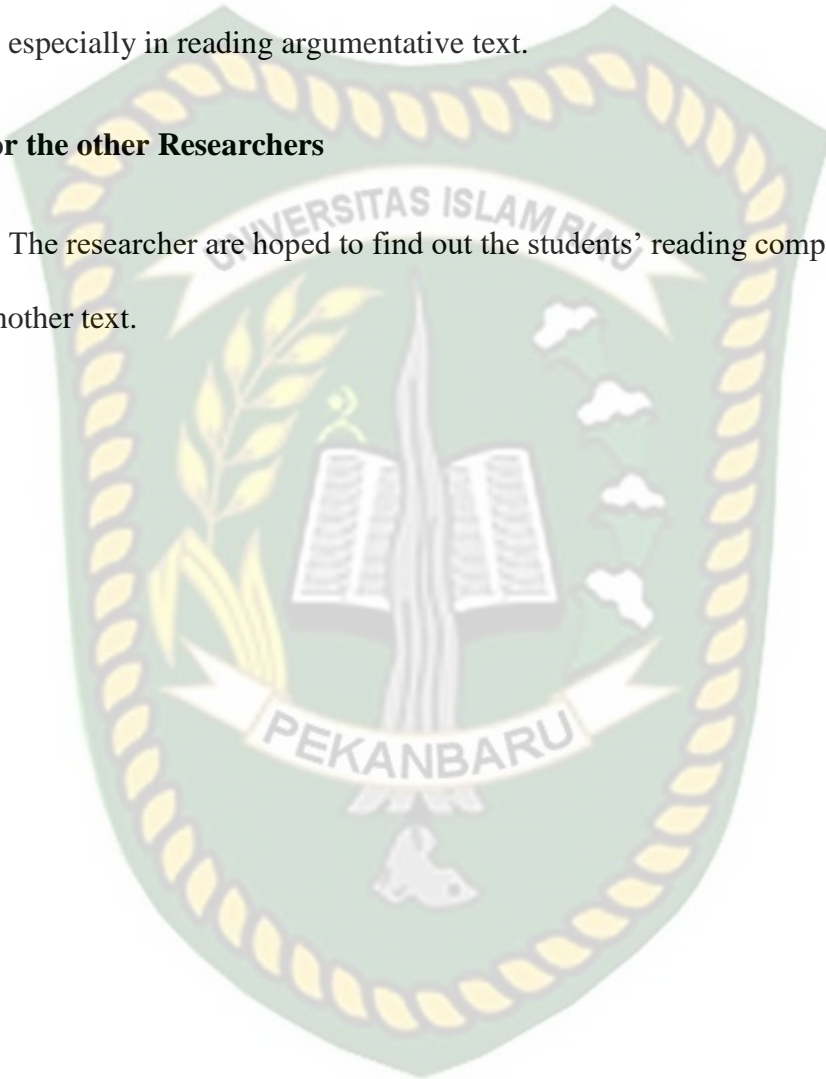 especially in reading argumentative text.
or the other Researchers
The researcher are hoped to find out the students’ reading comp
nother text.
UNIVERSITAS ISLAM RIAU
PEKANBARU